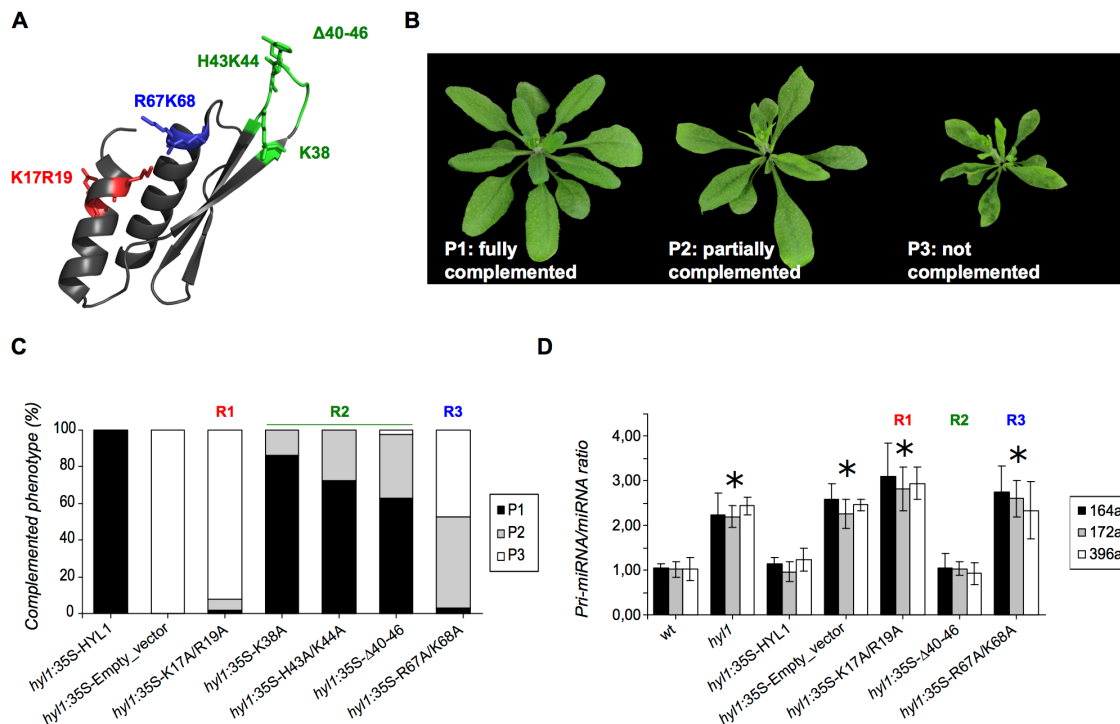 A
Δ40-46
H43K44
R67K68
K38
K17R19
B
P1: fully
complemented
P2: partially
complemented
P3: not
complemented
C
Complemented phenotype (%)
100
80
60
40
20
0
R1
R2
R3
P1
P2
P3
hyl1:35S-HYL1
hyl1:35S-Empty_vector
hyl1:35S-K17A/R19A
hyl1:35S-K38A
hyl1:35S-H43A/K44A
hyl1:35S-Δ40-46
hyl1:35S-R67A/K68A
D
Pri-miRNA/miRNA ratio
4,00
3,00
2,00
1,00
0,00
R1
R2
R3
*
*
*
*
164a
172a
396a
wt
hyl1
hyl1:35S-HYL1
hyl1:35S-Empty_vector
hyl1:35S-K17A/R19A
hyl1:35S-Δ40-46
hyl1:35S-R67A/K68A